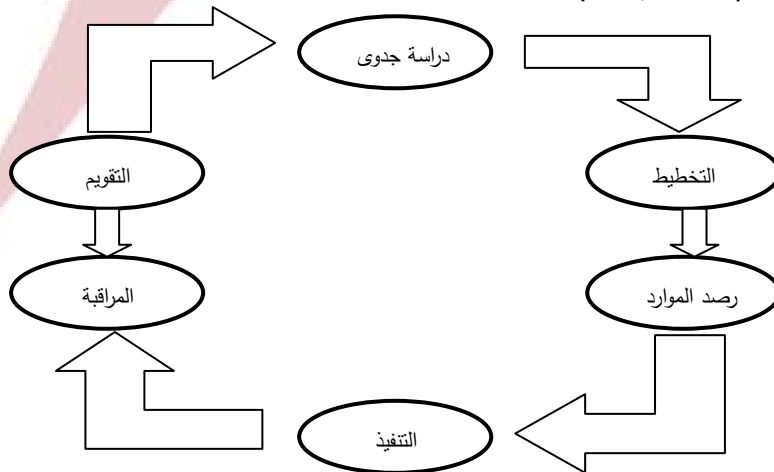 دراسة جدوى
التخطيط
رصد الموارد
التنفيذ
المراقبة
التقويم